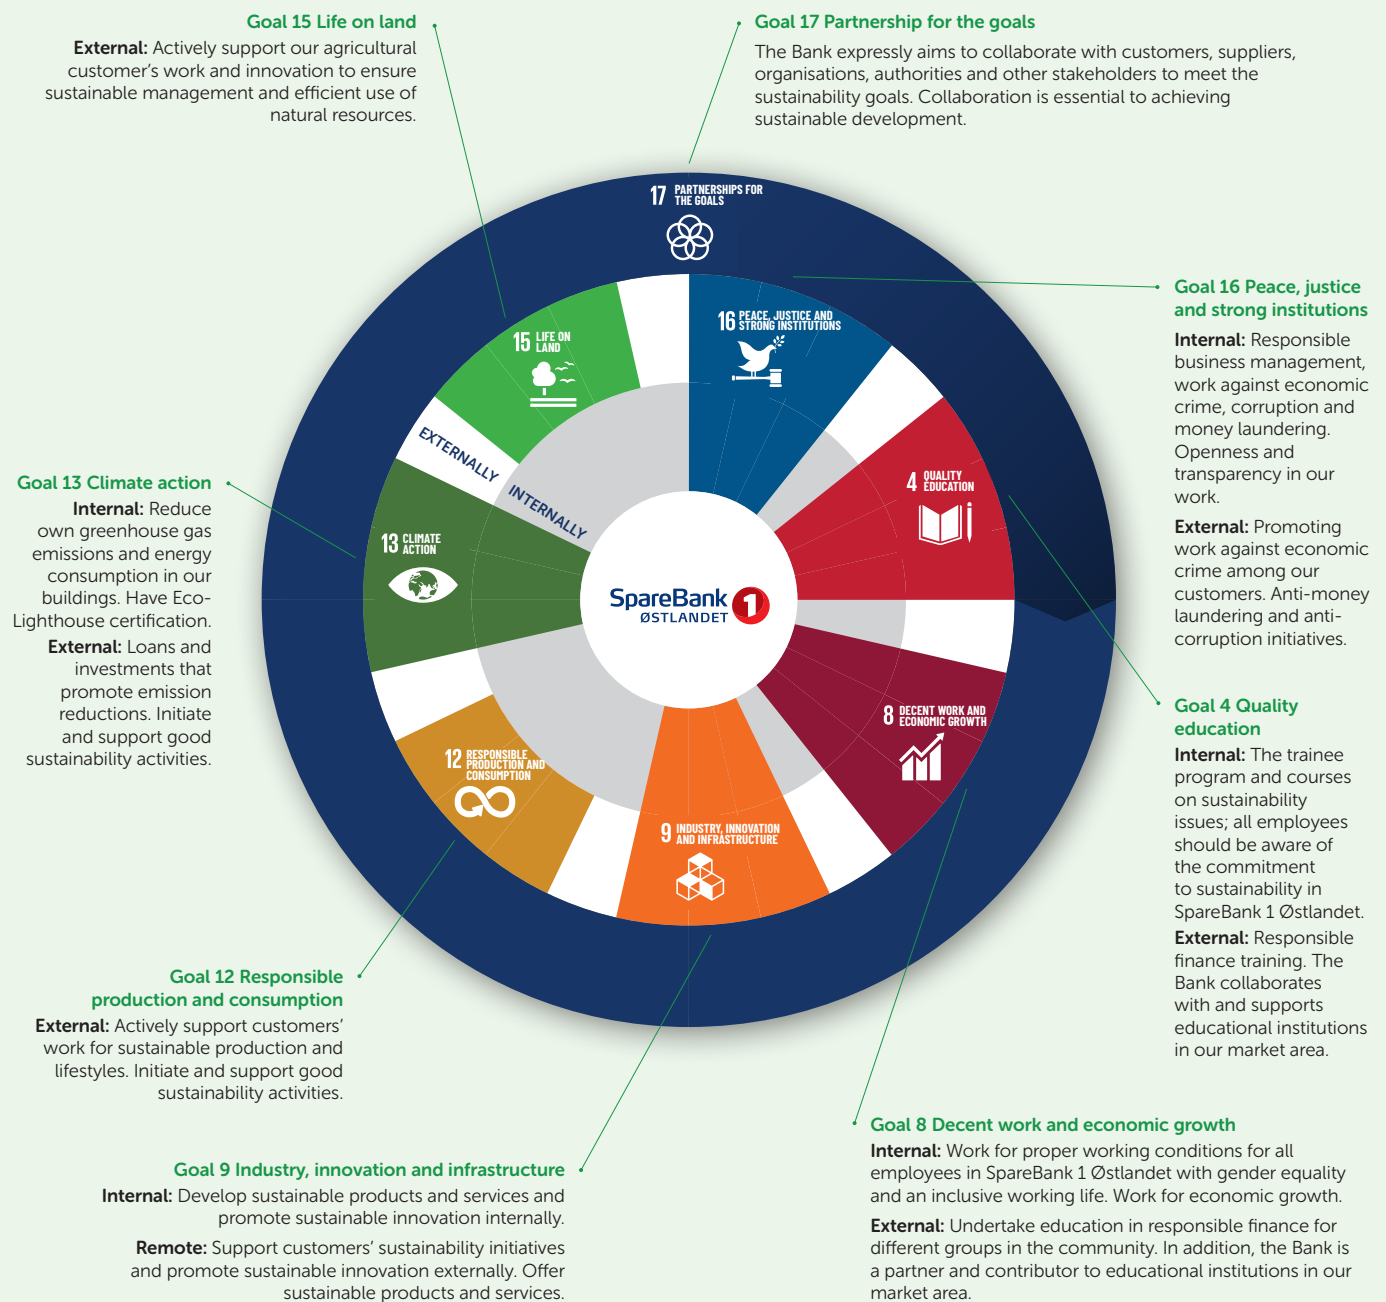 Goal 15 Life on land
External: Actively support our agricultural
customer's work and innovation to ensure
sustainable management and efficient use of
natural resources.
Goal 17 Partnership for the goals
The Bank expressly aims to collaborate with customers, suppliers,
organisations, authorities and other stakeholders to meet the
sustainability goals. Collaboration is essential to achieving
sustainable development.
17 PARTNERSHIPS FOR
THE GOALS
16 PEACE, JUSTICE AND
STRONG INSTITUTIONS
15 LIFE ON
LAND
4 QUALITY
EDUCATION
EXTERNALLY
INTERNALLY
13 CLIMATE
ACTION
SpareBank 1
ØSTLANDET
8 DECENT WORK AND
ECONOMIC GROWTH
12 RESPONSIBLE
PRODUCTION AND
CONSUMPTION
9 INDUSTRY, INNOVATION
AND INFRASTRUCTURE
Goal 16 Peace, justice
and strong institutions
Internal: Responsible
business management,
work against economic
crime, corruption and
money laundering.
Openness and
transparency in our
work.
External: Promoting
work against economic
crime among our
customers. Anti-money
laundering and anti-
corruption initiatives.
Goal 13 Climate action
Internal: Reduce
own greenhouse gas
emissions and energy
consumption in our
buildings. Have Eco-
Lighthouse certification.
External: Loans and
investments that
promote emission
reductions. Initiate
and support good
sustainability activities.
Goal 4 Quality
education
Internal: The trainee
program and courses
on sustainability
issues; all employees
should be aware of
the commitment
to sustainability in
SpareBank 1 Østlandet.
External: Responsible
finance training. The
Bank collaborates
with and supports
educational institutions
in our market area.
Goal 12 Responsible
production and consumption
External: Actively support customers'
work for sustainable production and
lifestyles. Initiate and support good
sustainability activities.
Goal 9 Industry, innovation and infrastructure
Internal: Develop sustainable products and services and
promote sustainable innovation internally.
Remote: Support customers' sustainability initiatives
and promote sustainable innovation externally. Offer
sustainable products and services.
Goal 8 Decent work and economic growth
Internal: Work for proper working conditions for all
employees in SpareBank 1 Østlandet with gender equality
and an inclusive working life. Work for economic growth.
External: Undertake education in responsible finance for
different groups in the community. In addition, the Bank is
a partner and contributor to educational institutions in our
market area.